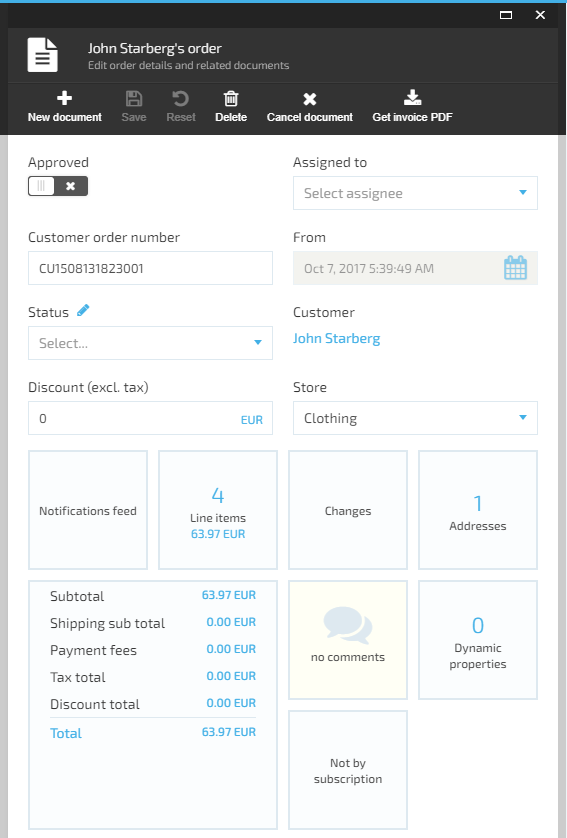 John Starberg's order
Edit order details and related documents
New document
Save
Reset
Delete
Cancel document
Get invoice PDF
Approved
Assigned to
Select assignee
Customer order number
From
CU1508131823001
Oct 7, 2017 5:39:49 AM
Status
Customer
Select...
John Starberg
Discount (excl. tax)
Store
0
EUR
Clothing
Notifications feed
4
Line items
63.97 EUR
Changes
1
Addresses
Subtotal 63.97 EUR
Shipping sub total 0.00 EUR
Payment fees 0.00 EUR
Tax total 0.00 EUR
Discount total 0.00 EUR
Total 63.97 EUR
no comments
0
Dynamic
properties
Not by
subscription